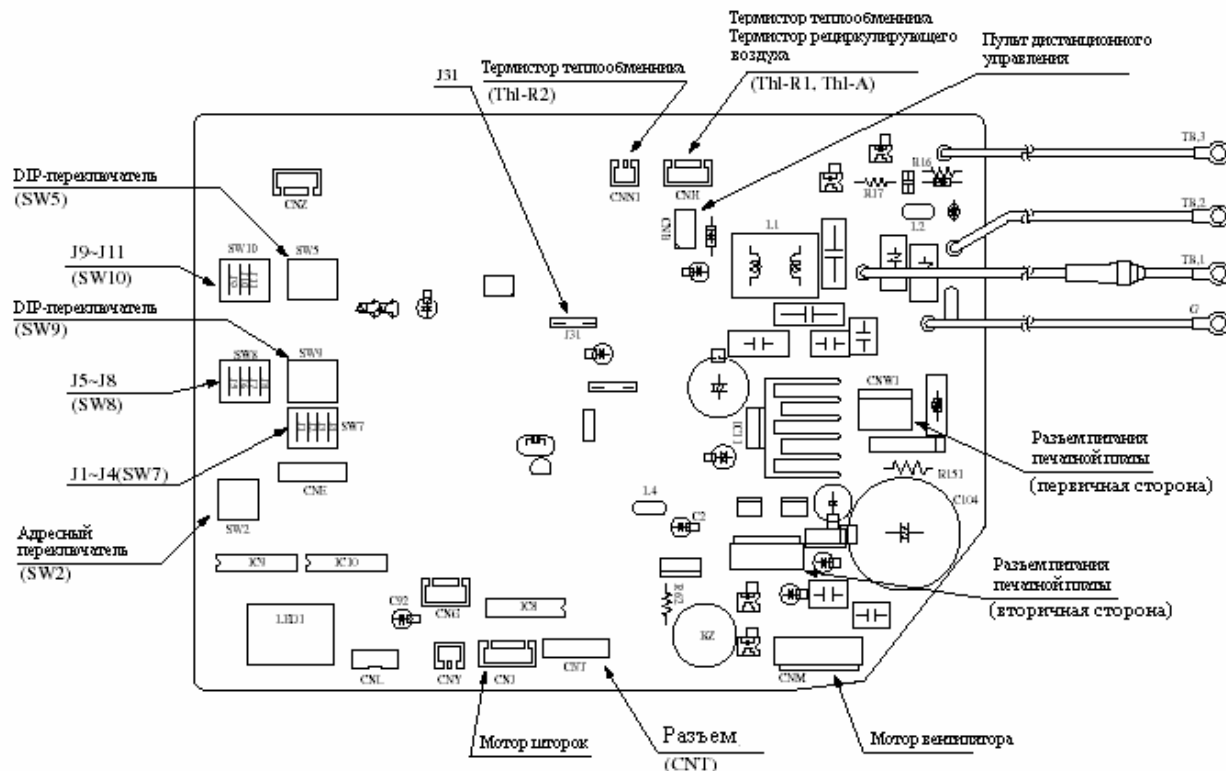 Термистор теплообменника
Термистор рециркулирующего
воздуха
(Thl-R1, Thl-A)
Пульт дистанционного
управления
Термистор теплообменника
(Thl-R2)
J31
DIP-переключатель
(SW5)
J9~J11
(SW10)
DIP-переключатель
(SW9)
J5~J8
(SW8)
J1~J4(SW7)
Адресный
переключатель
(SW2)
CNZ
SW10
SW5
SW8
SW9
SW7
CNE
SW2
IC9
IC10
LED1
CNL
C92
CNG
CNY
IC8
CNJ
CNT
J31
CNN1
CNH
CNB
L1
R17
R16
L2
TB,3
TB,2
TB,1
G
CNW1
R151
C104
L4
C2
KZ
CNM
Разъем питания
печатной платы
(первичная сторона)
Разъем питания
печатной платы
(вторичная сторона)
Мотор шторок
Разъем
(CNT)
Мотор вентилятора